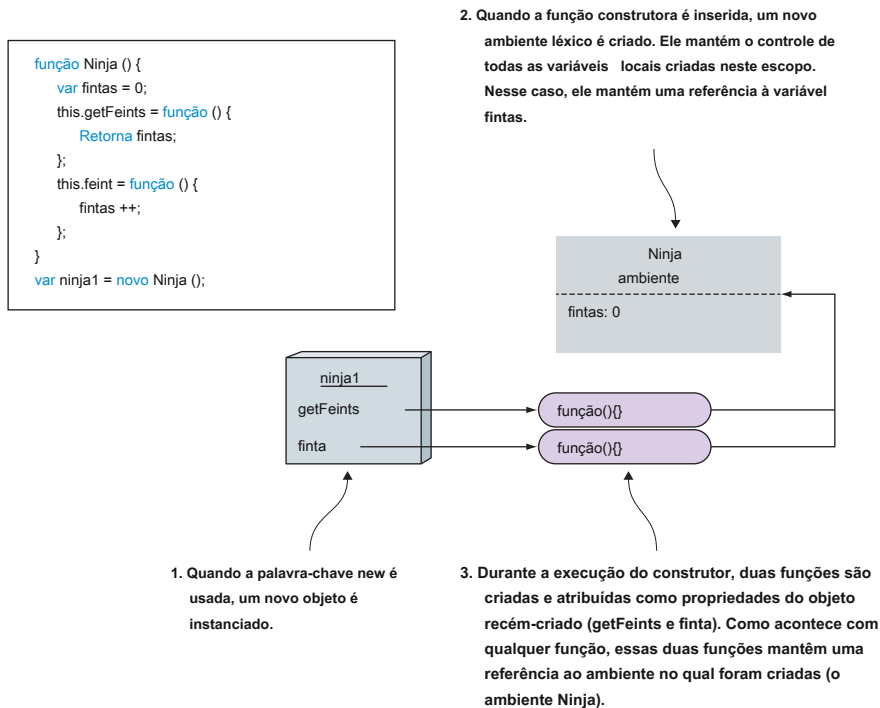 função Ninja () {
var fintas = 0;
this.getFeints = função () {
Retorna fintas;
};
this.feint = função () {
fintas ++;
};
}
var ninja1 = novo Ninja ();
2. Quando a função construtora é inserida, um novo
ambiente léxico é criado. Ele mantém o controle de
todas as variáveis locais criadas neste escopo.
Nesse caso, ele mantém uma referência à variável
fintas.
Ninja
ambiente
fintas: 0
ninja1
getFeints
finta
função(){}
função(){}
1. Quando a palavra-chave new é
usada, um novo objeto é
instanciado.
3. Durante a execução do construtor, duas funções são
criadas e atribuídas como propriedades do objeto
recém-criado (getFeints e finta). Como acontece com
qualquer função, essas duas funções mantêm uma
referência ao ambiente no qual foram criadas (o
ambiente Ninja).